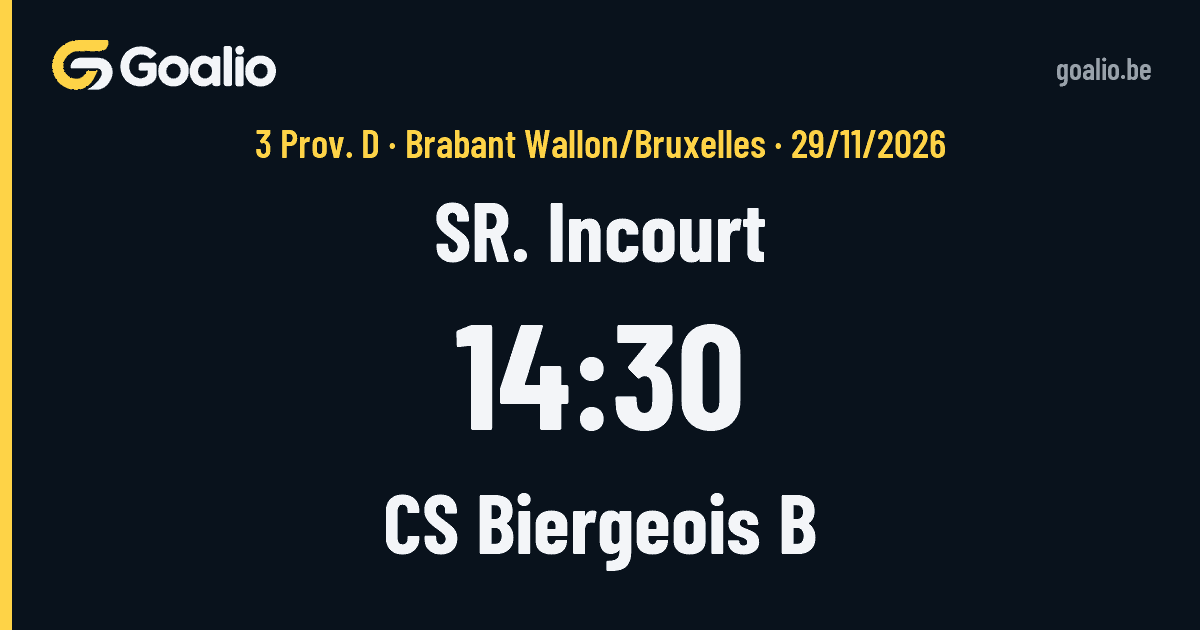 Goalio
goalio.be
3 Prov. D · Brabant Wallon/Bruxelles · 29/11/2026
SR. Incourt
14:30
CS Biergeois B